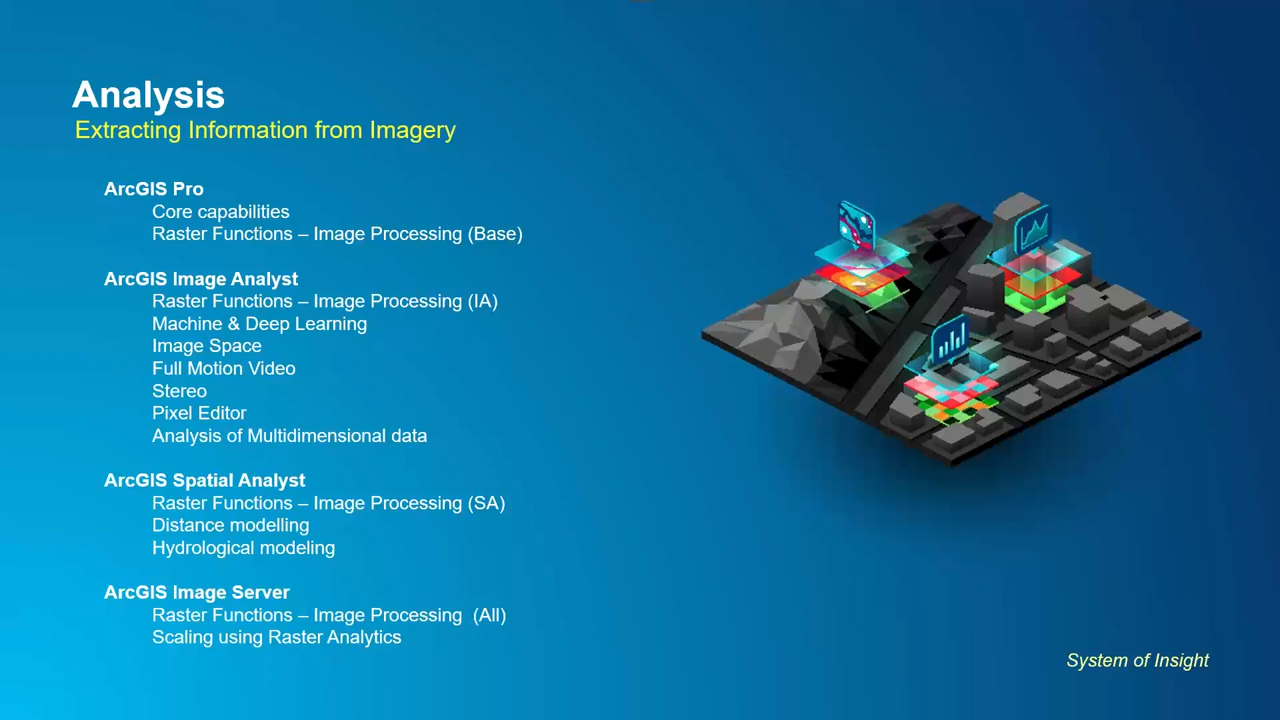 Analysis
Extracting Information from Imagery
ArcGIS Pro
Core capabilities
Raster Functions – Image Processing (Base)
ArcGIS Image Analyst
Raster Functions – Image Processing (IA)
Machine & Deep Learning
Image Space
Full Motion Video
Stereo
Pixel Editor
Analysis of Multidimensional data
ArcGIS Spatial Analyst
Raster Functions – Image Processing (SA)
Distance modelling
Hydrological modeling
ArcGIS Image Server
Raster Functions – Image Processing  (All)
Scaling using Raster Analytics
System of Insight